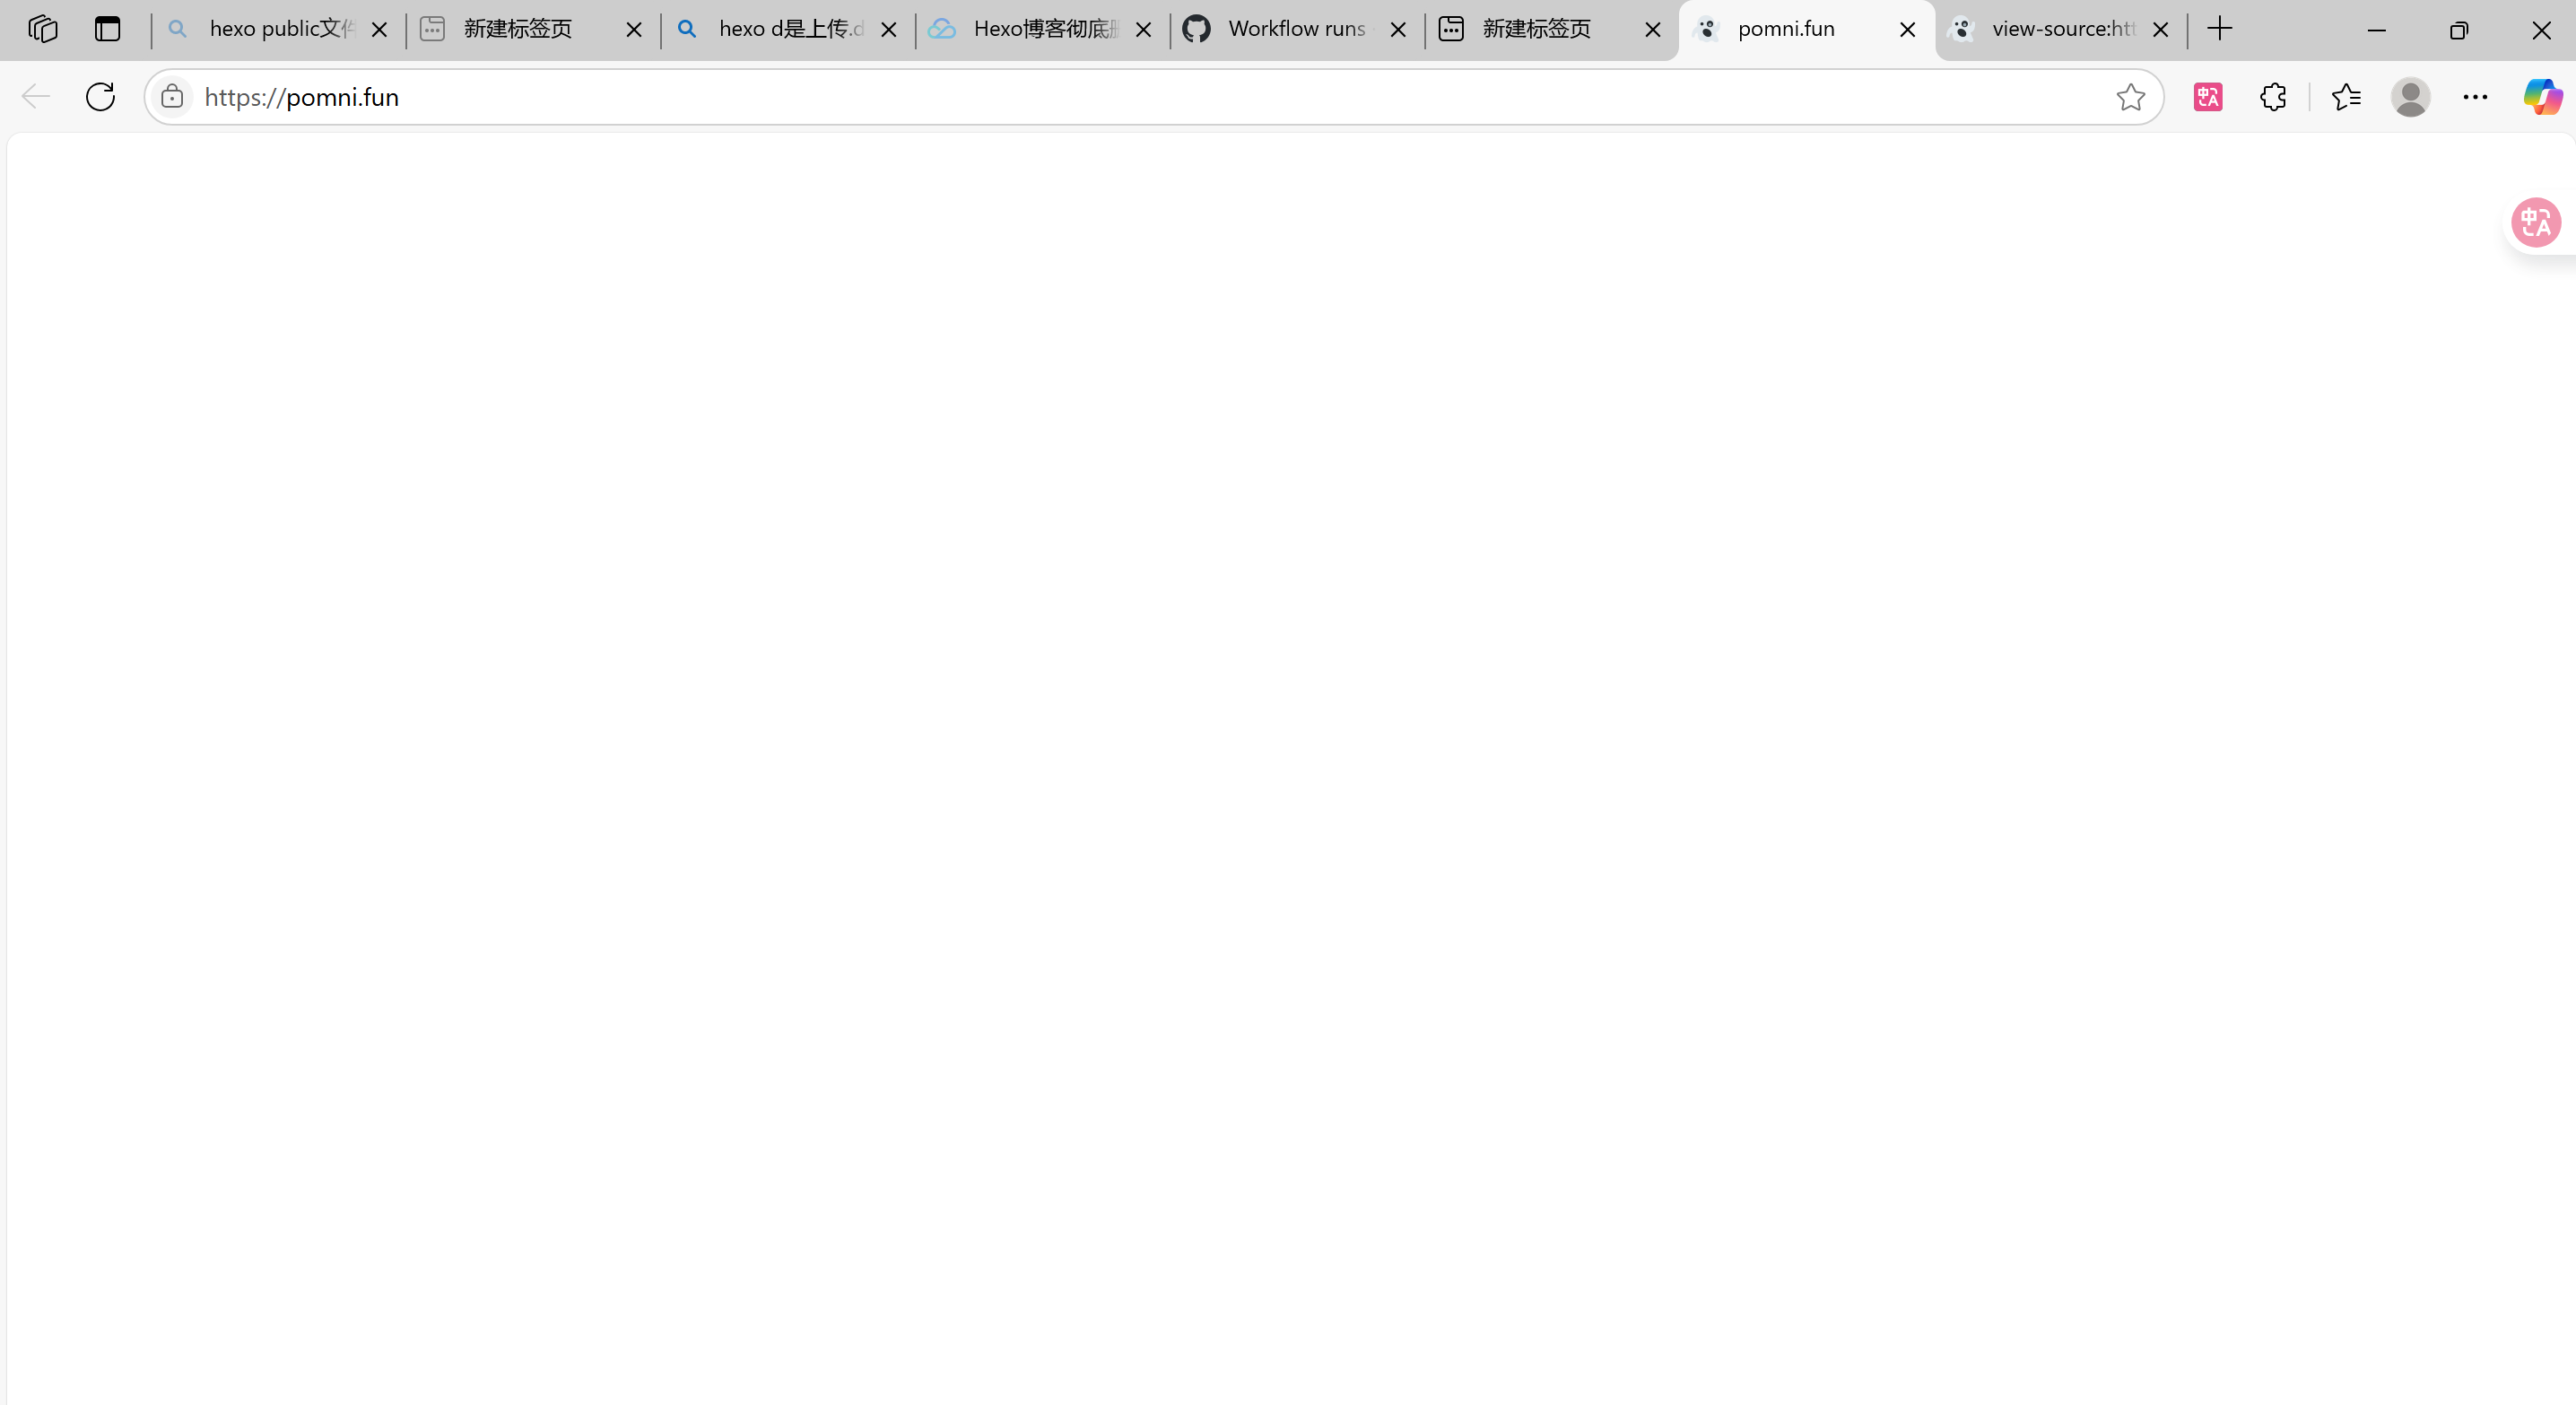 hexo public文件
新建标签页
hexo d是上传.d
Hexo博客彻底删
Workflow runs
新建标签页
pomni.fun
view-source:htt
https://pomni.fun